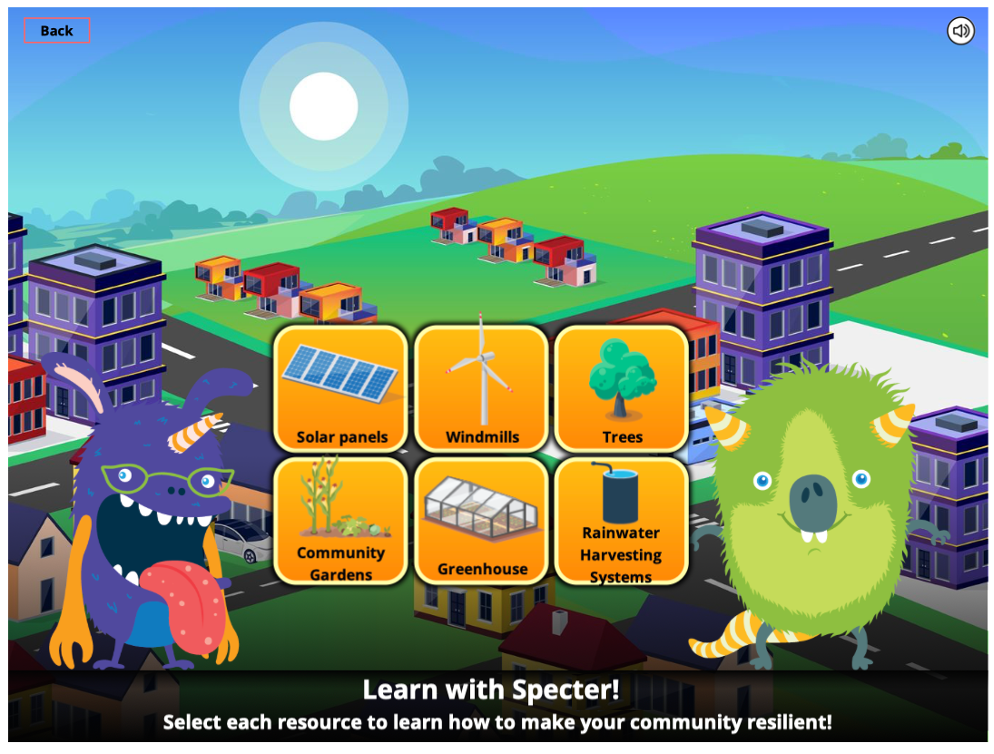 Back
Solar panels
Windmills
Trees
Community
Gardens
Greenhouse
Rainwater
Harvesting
Systems
Learn with Specter!
Select each resource to learn how to make your community resilient!